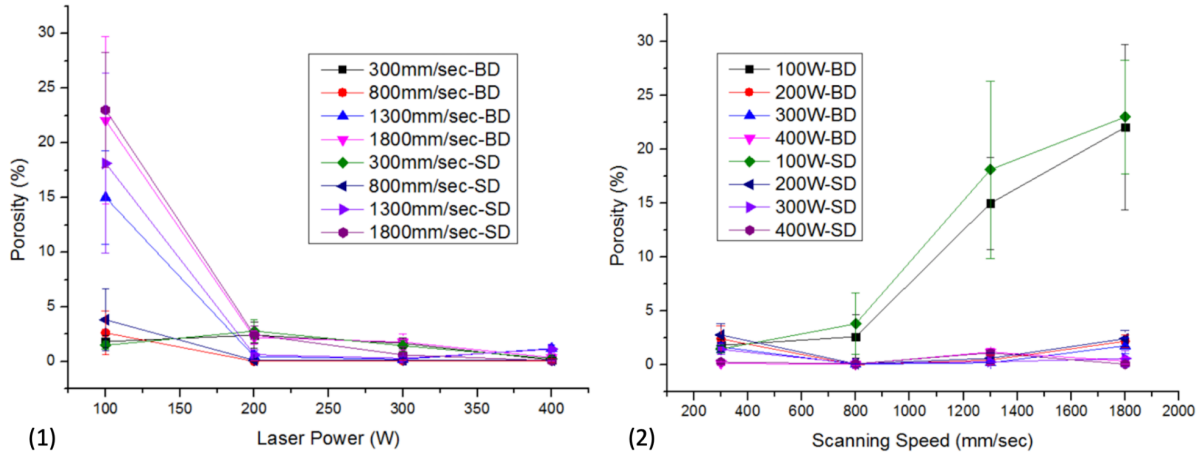 30
25
20
15
10
5
0
Porosity (%)
300mm/sec-BD
800mm/sec-BD
1300mm/sec-BD
1800mm/sec-BD
300mm/sec-SD
800mm/sec-SD
1300mm/sec-SD
1800mm/sec-SD
100 150 200 250 300 350 400
Laser Power (W)
(1)
30
25
20
15
10
5
0
Porosity (%)
100W-BD
200W-BD
300W-BD
400W-BD
100W-SD
200W-SD
300W-SD
400W-SD
200 400 600 800 1000 1200 1400 1600 1800 2000
Scanning Speed (mm/sec)
(2)